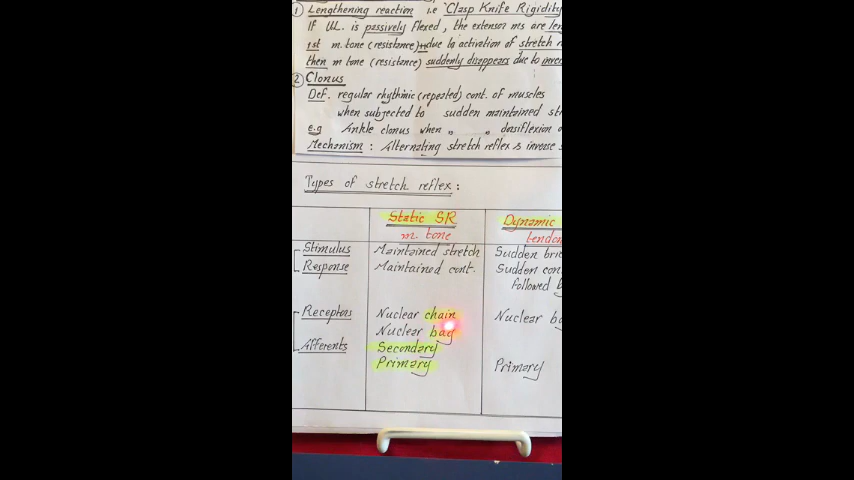 ① Lengthening reaction i.e Clasp Knife Rigidity
If UL. is passively flexed, the extensor ms are
1st m. tone (resistance) due to activation of stretch
then m tone (resistance) suddenly disappears due to
② Clonus
Def. regular rhythmic (repeated) cont. of muscles
when subjected to sudden maintained
e.g Ankle clonus when „ „ dosiflexion
Mechanism : Alternating stretch reflex & inverse
Types of stretch reflex :
Static SR Dynamic
m. tone
Stimulus Maintained stretch Sudden
Response Maintained cont. Sudden
followed
Receptors Nuclear chain Nuclear
Nuclear bag
Afferents Secondary
Primary Primary